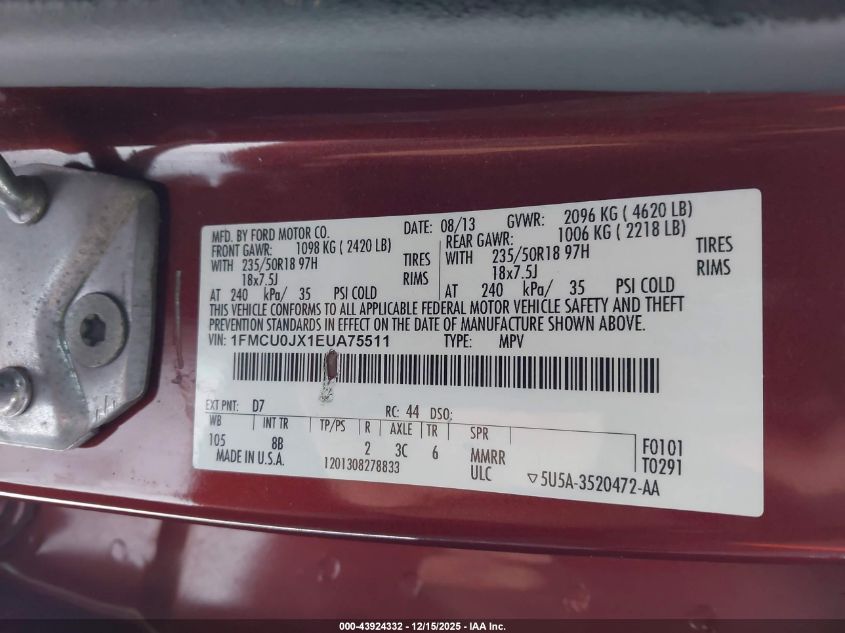 MFD. BY FORD MOTOR CO. DATE: 08/13 GVWR: 2096 KG ( 4620 LB)
FRONT GAWR: 1098 KG ( 2420 LB) REAR GAWR: 1006 KG ( 2218 LB)
WITH 235/50R18 97H TIRES WITH 235/50R18 97H TIRES
18x7.5J RIMS 18x7.5J RIMS
AT 240 kPa/ 35 PSI COLD AT 240 kPa/ 35 PSI COLD
THIS VEHICLE CONFORMS TO ALL APPLICABLE FEDERAL MOTOR VEHICLE SAFETY AND THEFT
PREVENTION STANDARDS IN EFFECT ON THE DATE OF MANUFACTURE SHOWN ABOVE.
VIN: 1FMCU0JX1EUA75511 TYPE: MPV
EXT PNT: D7 RC: 44 DSO:
WB INT TR TP/PS R AXLE TR SPR F0101
105 8B 2 3C 6 MMRR T0291
MADE IN U.S.A. 1201308278833 ULC ▽5U5A-3520472-AA
000-43924332 - 12/15/2025 - IAA Inc.